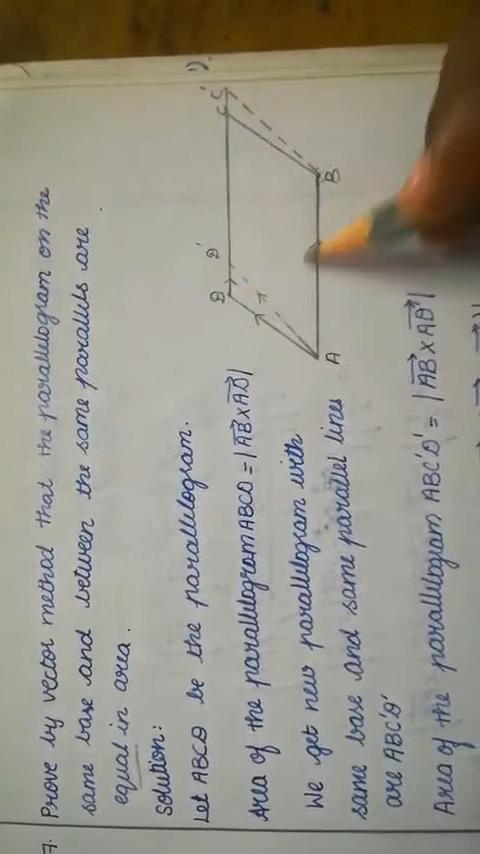 7. Prove by vector method that the parallelogram on the
same base and between the same parallels are
equal in area.
Solution:
Let ABCD be the parallelogram.
Area of the parallelogram ABCD = |AB⃗ × AD⃗|
We get new parallelogram with
same base and same parallel lines
are ABC'D'
Area of the parallelogram ABC'D' = |AB⃗ × AD'⃗|
D D' C C'
A B